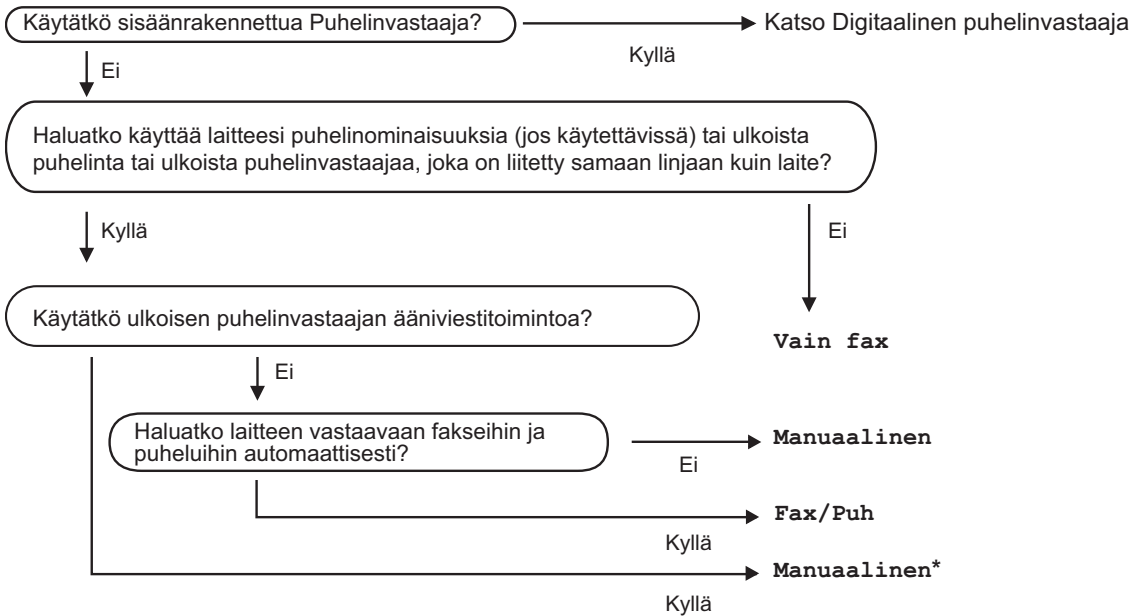 Käytätkö sisäänrakennettua Puhelinvastaaja?
Katso Digitaalinen puhelinvastaaja
Kyllä
Ei
Haluatko käyttää laitteesi puhelinominaisuuksia (jos käytettävissä) tai ulkoista
puhelinta tai ulkoista puhelinvastaajaa, joka on liitetty samaan linjaan kuin laite?
Kyllä
Ei
Käytätkö ulkoisen puhelinvastaajan ääniviestitoimintoa?
Vain fax
Ei
Haluatko laitteen vastaavaan fakseihin ja
puheluihin automaattisesti?
Manuaalinen
Ei
Fax/Puh
Kyllä
Manuaalinen*
Kyllä